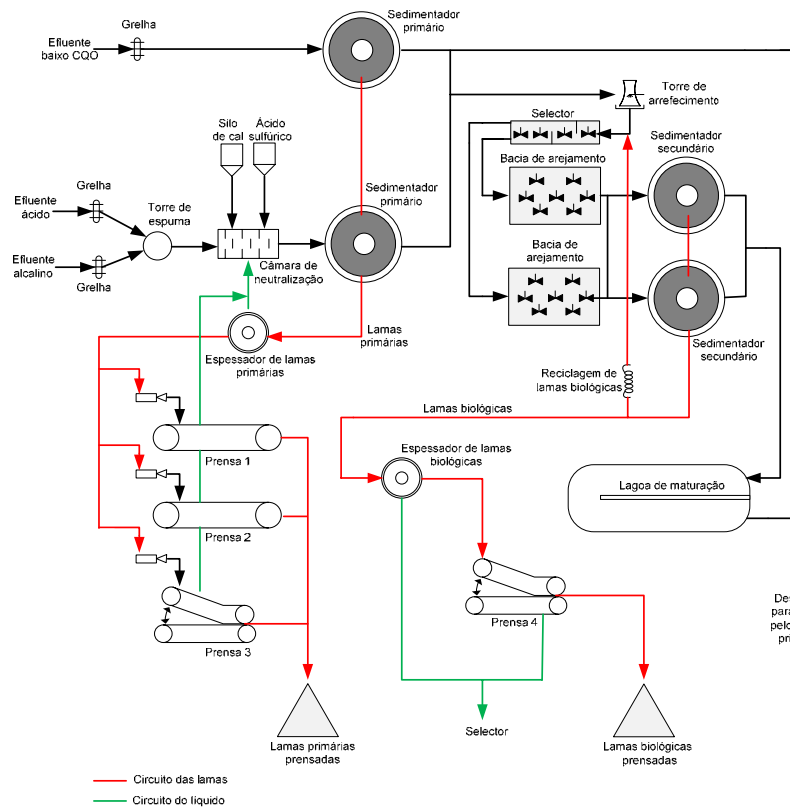 Grelha
Efluente
baixo CQO
Sedimentador
primário
Torre de
arrefecimento
Selector
Silo
de cal
Ácido
sulfúrico
Sedimentador
secundário
Bacia de arejamento
Grelha
Efluente
ácido
Torre de
espuma
Sedimentador
primário
Efluente
alcalino
Grelha
Câmara de
neutralização
Bacia de
arejamento
Lamas
primárias
Sedimentador
secundário
Espessador de lamas
primárias
Reciclagem de
lamas biológicas
Lamas biológicas
Prensa 1
Espessador de lamas
biológicas
Lagoa de maturação
Prensa 2
Prensa 3
Prensa 4
Des
para
pelo
pri
Selector
Lamas primárias
prensadas
Lamas biológicas
prensadas
Circuito das lamas
Circuito do líquido